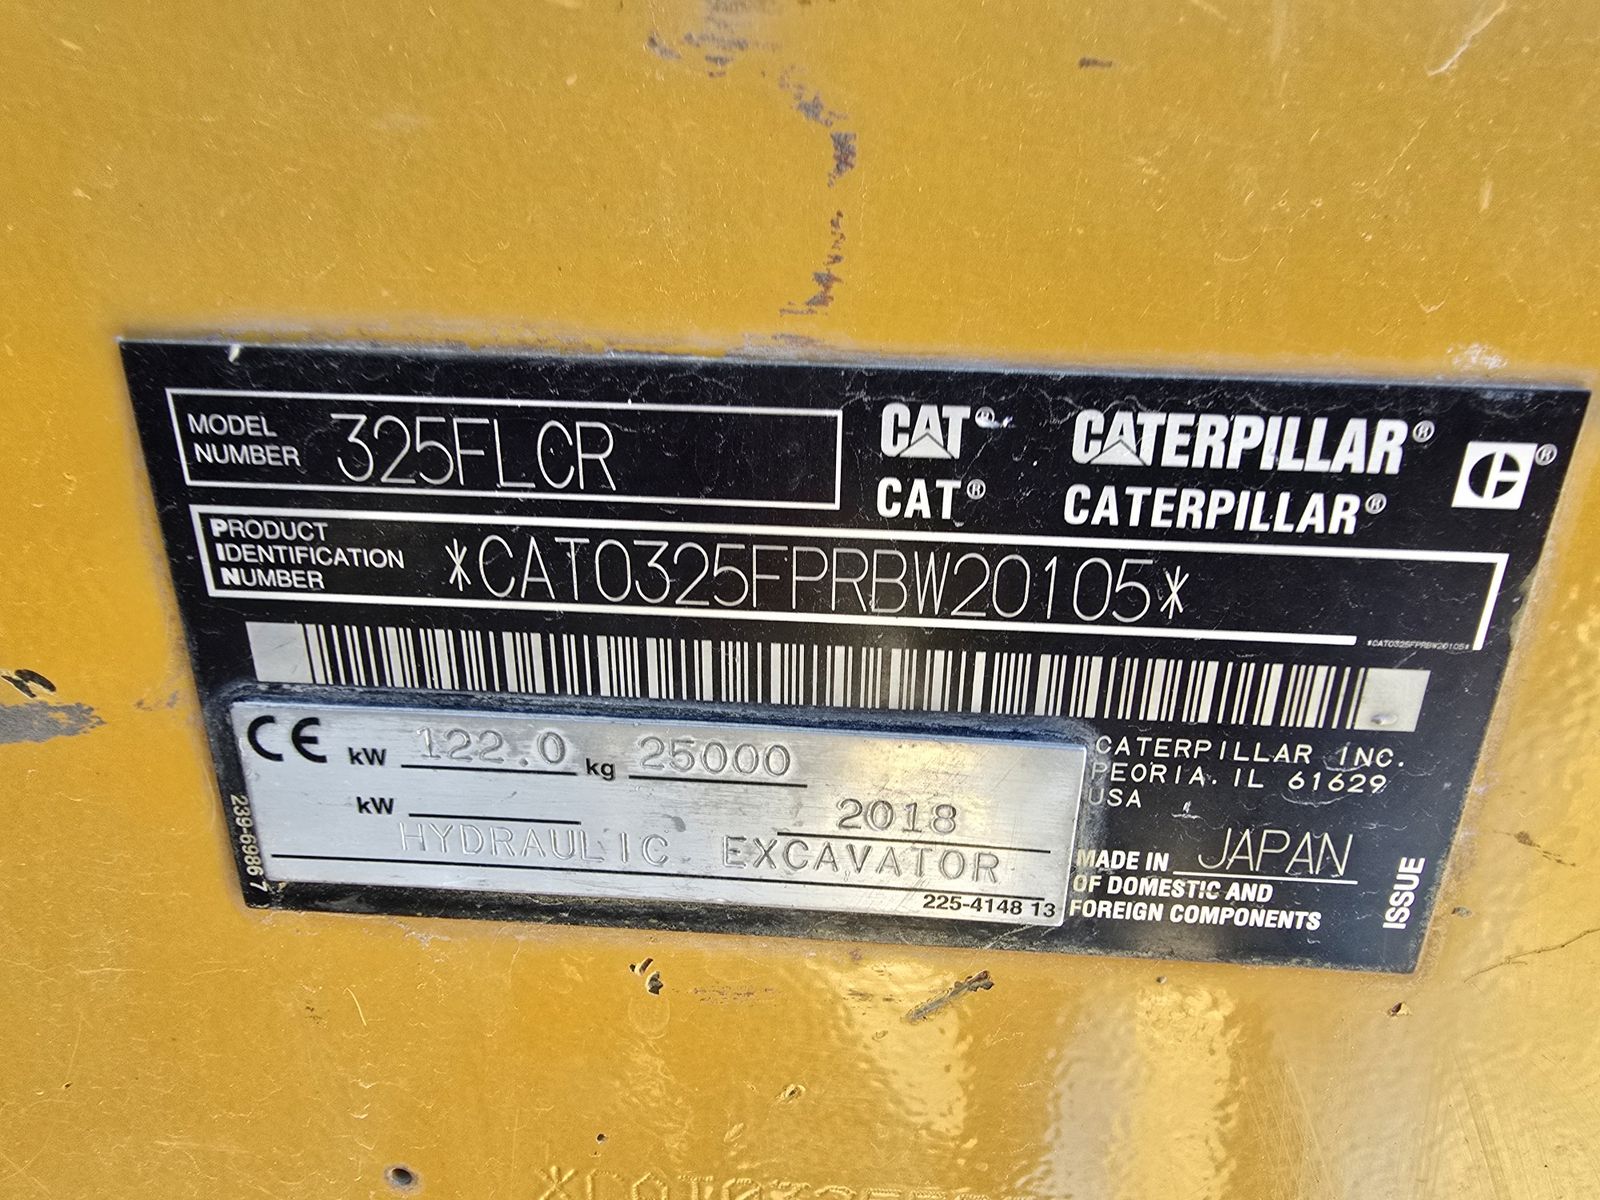 MODEL NUMBER 325FLCR
CAT® CATERPILLAR®
CAT® CATERPILLAR®
PRODUCT IDENTIFICATION NUMBER *CAT0325FPRBW20105*
*CAT0325FPRBW20105*
CE kW 122.0 kg 25000
kW 2018
HYDRAULIC EXCAVATOR
225-4148 13
239-6986 7
CATERPILLAR INC.
PEORIA, IL 61629
USA
MADE IN JAPAN
OF DOMESTIC AND
FOREIGN COMPONENTS
ISSUE